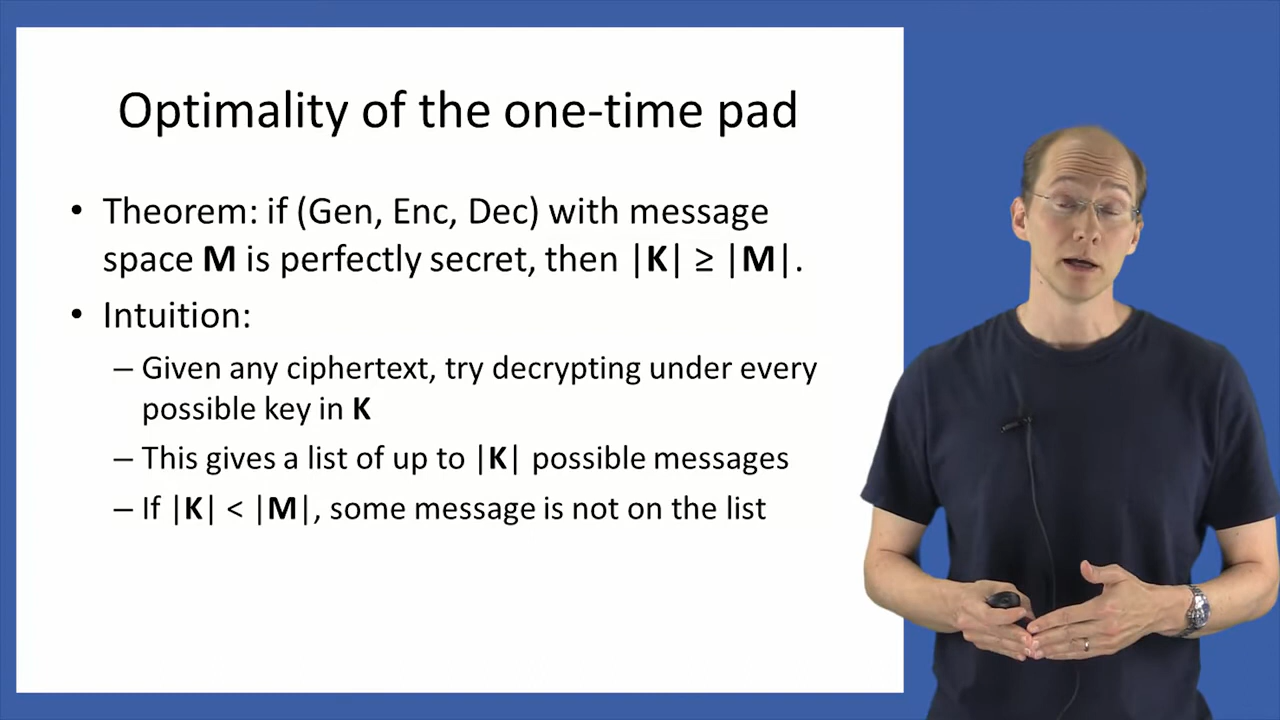 Optimality of the one-time pad
• Theorem: if (Gen, Enc, Dec) with message
space M is perfectly secret, then |K| ≥ |M|.
• Intuition:
– Given any ciphertext, try decrypting under every
possible key in K
– This gives a list of up to |K| possible messages
– If |K| < |M|, some message is not on the list